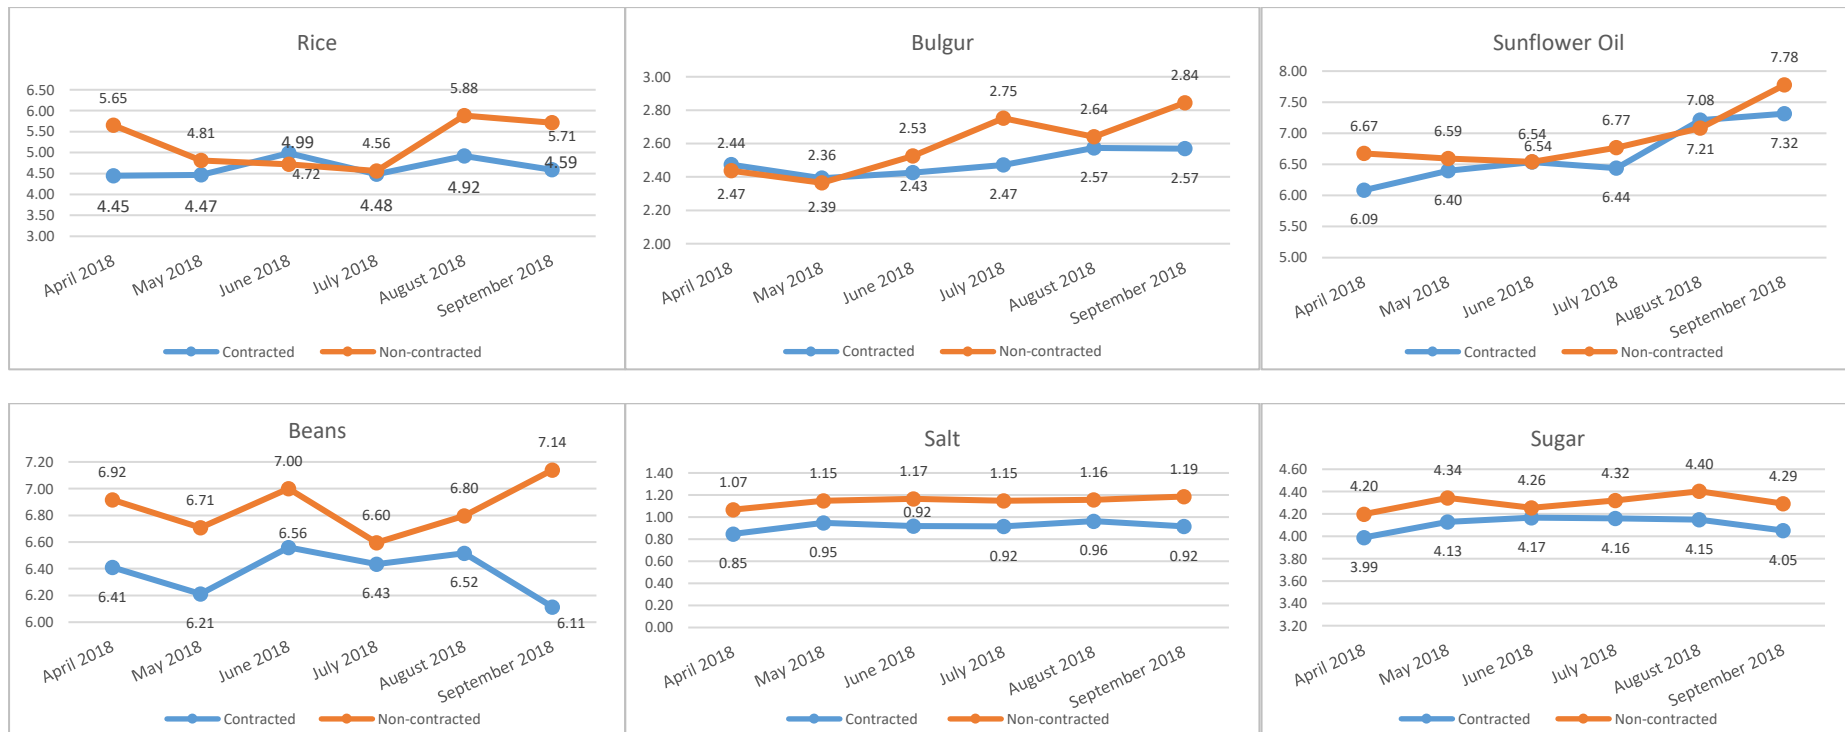 Rice
6.50
6.00
5.50
5.00
4.50
4.00
3.50
3.00
5.65
4.81
4.99
4.56
5.88
5.71
4.45
4.47
4.72
4.48
4.92
4.59
April 2018
May 2018
June 2018
July 2018
August 2018
September 2018
Contracted
Non-contracted
Bulgur
3.00
2.80
2.60
2.40
2.20
2.00
2.44
2.36
2.53
2.75
2.64
2.84
2.47
2.39
2.43
2.47
2.57
2.57
April 2018
May 2018
June 2018
July 2018
August 2018
September 2018
Contracted
Non-contracted
Sunflower Oil
8.00
7.50
7.00
6.50
6.00
5.50
5.00
6.67
6.59
6.54
6.77
7.08
7.78
6.09
6.40
6.54
6.44
7.21
7.32
April 2018
May 2018
June 2018
July 2018
August 2018
September 2018
Contracted
Non-contracted
Beans
7.20
7.00
6.80
6.60
6.40
6.20
6.00
6.92
6.71
7.00
6.60
6.80
7.14
6.41
6.21
6.56
6.43
6.52
6.11
April 2018
May 2018
June 2018
July 2018
August 2018
September 2018
Contracted
Non-contracted
Salt
1.40
1.20
1.00
0.80
0.60
0.40
0.20
0.00
1.07
1.15
1.17
1.15
1.16
1.19
0.85
0.95
0.92
0.92
0.96
0.92
April 2018
May 2018
June 2018
July 2018
August 2018
September 2018
Contracted
Non-contracted
Sugar
4.60
4.40
4.20
4.00
3.80
3.60
3.40
3.20
4.20
4.34
4.26
4.32
4.40
4.29
3.99
4.13
4.17
4.16
4.15
4.05
April 2018
May 2018
June 2018
July 2018
August 2018
September 2018
Contracted
Non-contracted